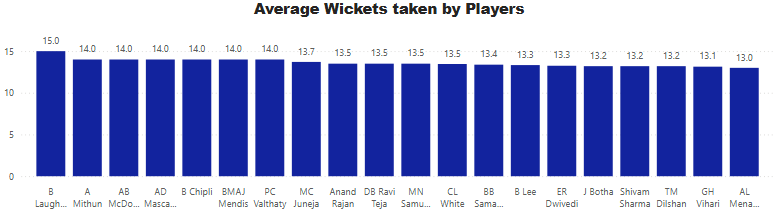 Average Wickets taken by Players
15
10
5
0
15.0 14.0 14.0 14.0 14.0 14.0 14.0 13.7 13.5 13.5 13.5 13.5 13.4 13.3 13.3 13.2 13.2 13.2 13.1 13.0
B Laugh...
A Mithun
AB McDo...
AD Masca...
B Chipli
BMAJ Mendis
PC Valthaty
MC Juneja
Anand Rajan
DB Ravi Teja
MN Samu...
CL White
BB Sama...
B Lee
ER Dwivedi
J Botha
Shivam Sharma
TM Dilshan
GH Vihari
AL Mena...